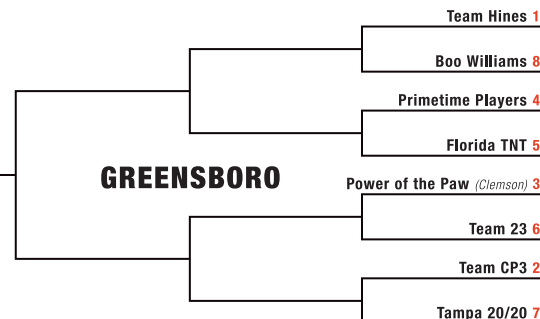 Team Hines 1
Boo Williams 8
Primetime Players 4
Florida TNT 5
GREENSBORO
Power of the Paw (Clemson) 3
Team 23 6
Team CP3 2
Tampa 20/20 7